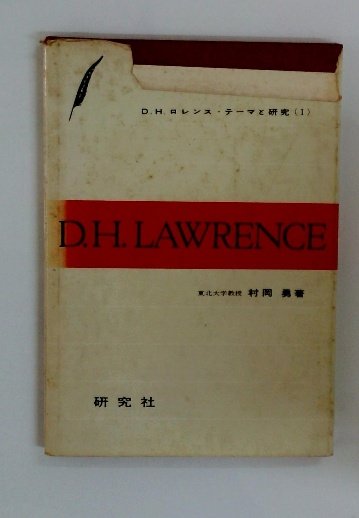 D.H.ロレンス・テーマと研究(I)
D.H. LAWRENCE
東北大学教授 村岡 勇著
研究社